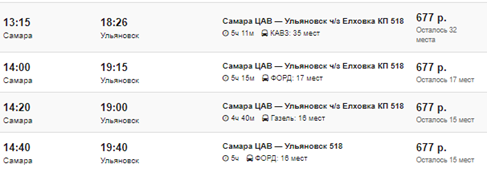 13:15 18:26 Самара ЦАВ — Ульяновск ч/з Елховка КП 518 677 р.
Самара Ульяновск 5ч 11м КАВЗ: 35 мест Осталось 32 места
14:00 19:15 Самара ЦАВ — Ульяновск ч/з Елховка КП 518 677 р.
Самара Ульяновск 5ч 15м ФОРД: 17 мест Осталось 17 мест
14:20 19:00 Самара ЦАВ — Ульяновск ч/з Елховка КП 518 677 р.
Самара Ульяновск 4ч 40м Газель: 16 мест Осталось 15 мест
14:40 19:40 Самара ЦАВ — Ульяновск 518 677 р.
Самара Ульяновск 5ч ФОРД: 16 мест Осталось 15 мест